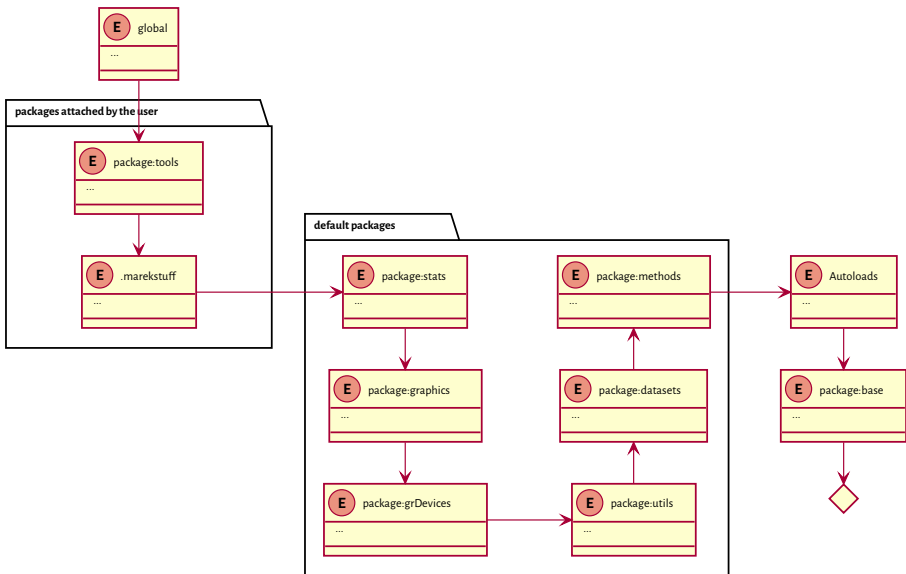 E global
...
packages attached by the user
E package:tools
...
E .marekstuff
...
default packages
E package:stats
...
E package:graphics
...
E package:grDevices
...
E package:utils
...
E package:datasets
...
E package:methods
...
E Autoloads
...
E package:base
...